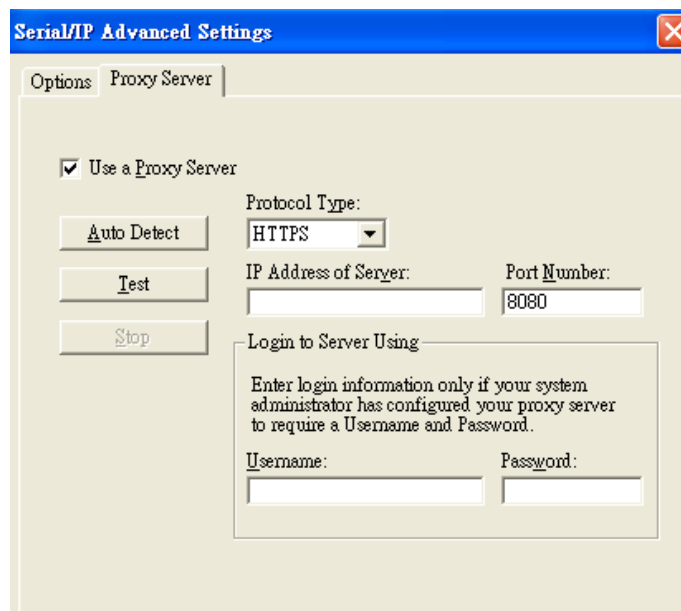 Serial/IP Advanced Settings
Options
Proxy Server
Use a Proxy Server
Auto Detect
Test
Stop
Protocol Type:
HTTPS
IP Address of Server:
Port Number:
8080
Login to Server Using
Enter login information only if your system
administrator has configured your proxy server
to require a Username and Password.
Username:
Password: